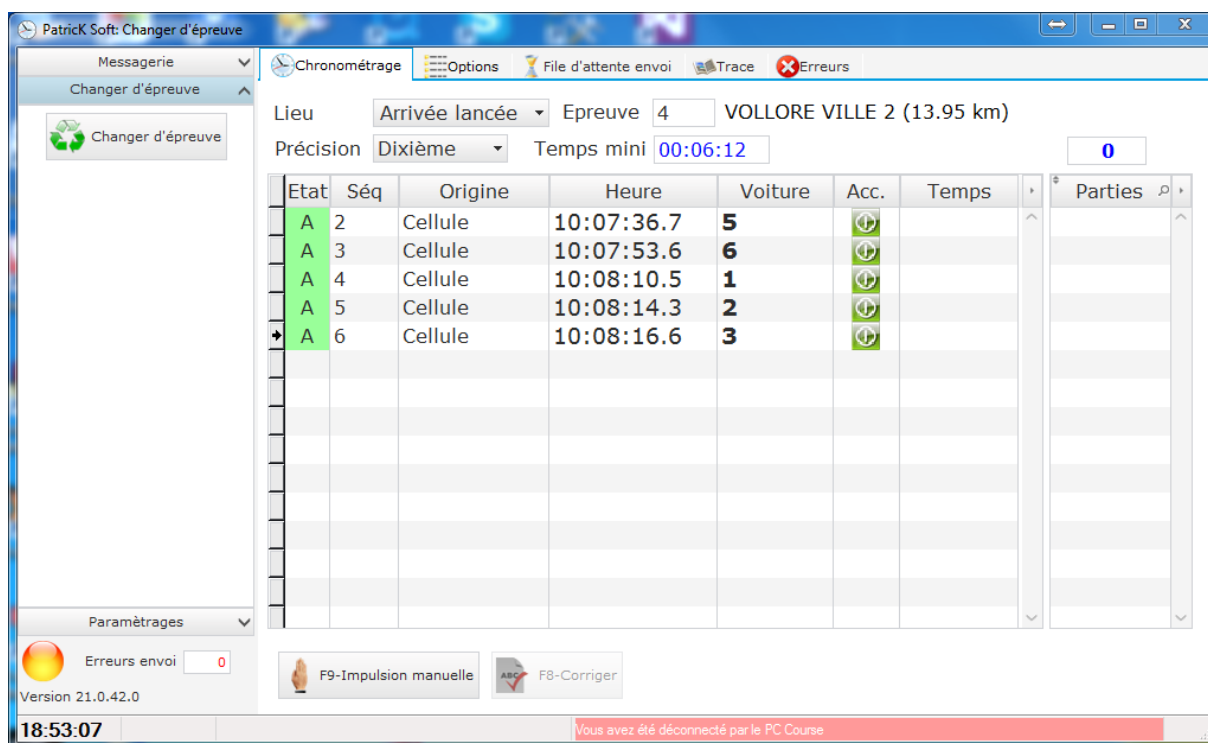 PatricK Soft: Changer d'épreuve
Messagerie
Changer d'épreuve
Changer d'épreuve
Chronométrage Options File d'attente envoi Trace Erreurs
Lieu Arrivée lancée Epreuve 4 VOLLORE VILLE 2 (13.95 km)
Précision Dixième Temps mini 00:06:12 0
Etat Séq Origine Heure Voiture Acc. Temps Parties
A 2 Cellule 10:07:36.7 5
A 3 Cellule 10:07:53.6 6
A 4 Cellule 10:08:10.5 1
A 5 Cellule 10:08:14.3 2
A 6 Cellule 10:08:16.6 3
Paramètrages
Erreurs envoi 0
F9-Impulsion manuelle ABC F8-Corriger
Version 21.0.42.0
18:53:07 Vous avez été déconnecté par le PC Course